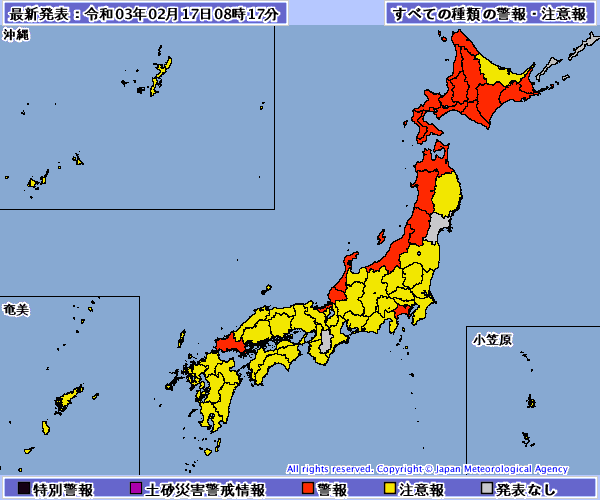 最新発表：令和03年02月17日08時17分
すべての種類の警報・注意報
沖縄
奄美
小笠原
All rights reserved. Copyright © Japan Meteorological Agency
特別警報
土砂災害警戒情報
警報
注意報
発表なし